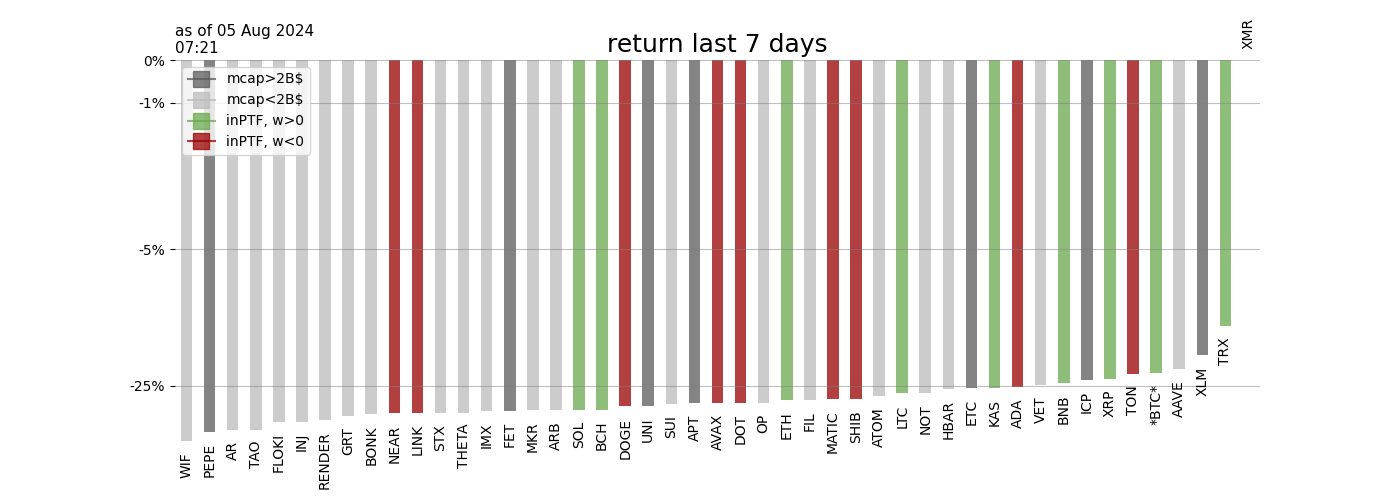 as of 05 Aug 2024
07:21
return last 7 days
XMR
0%
-1%
-5%
-25%
mcap>2B$
mcap<2B$
inPTF, w>0
inPTF, w<0
WIF
PEPE
AR
TAO
FLOKI
INJ
RENDER
GRT
BONK
NEAR
LINK
STX
THETA
IMX
FET
MKR
ARB
SOL
BCH
DOGE
UNI
SUI
APT
AVAX
DOT
OP
ETH
FIL
MATIC
SHIB
ATOM
LTC
NOT
HBAR
ETC
KAS
ADA
VET
BNB
ICP
XRP
TON
*BTC*
AAVE
XLM
TRX